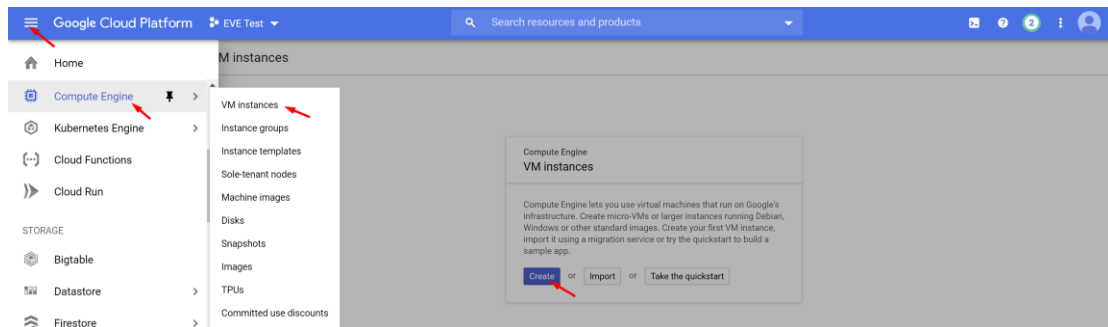 Google Cloud Platform
EVE Test
Search resources and products
2
Home
Compute Engine
Kubernetes Engine
Cloud Functions
Cloud Run
STORAGE
Bigtable
Datastore
Firestore
VM instances
Instance groups
Instance templates
Sole-tenant nodes
Machine images
Disks
Snapshots
Images
TPUs
Committed use discounts
M instances
Compute Engine
VM instances
Compute Engine lets you use virtual machines that run on Google's
infrastructure. Create micro-VMs or larger instances running Debian,
Windows or other standard images. Create your first VM instance,
import it using a migration service or try the quickstart to build a
sample app.
Create or Import or Take the quickstart